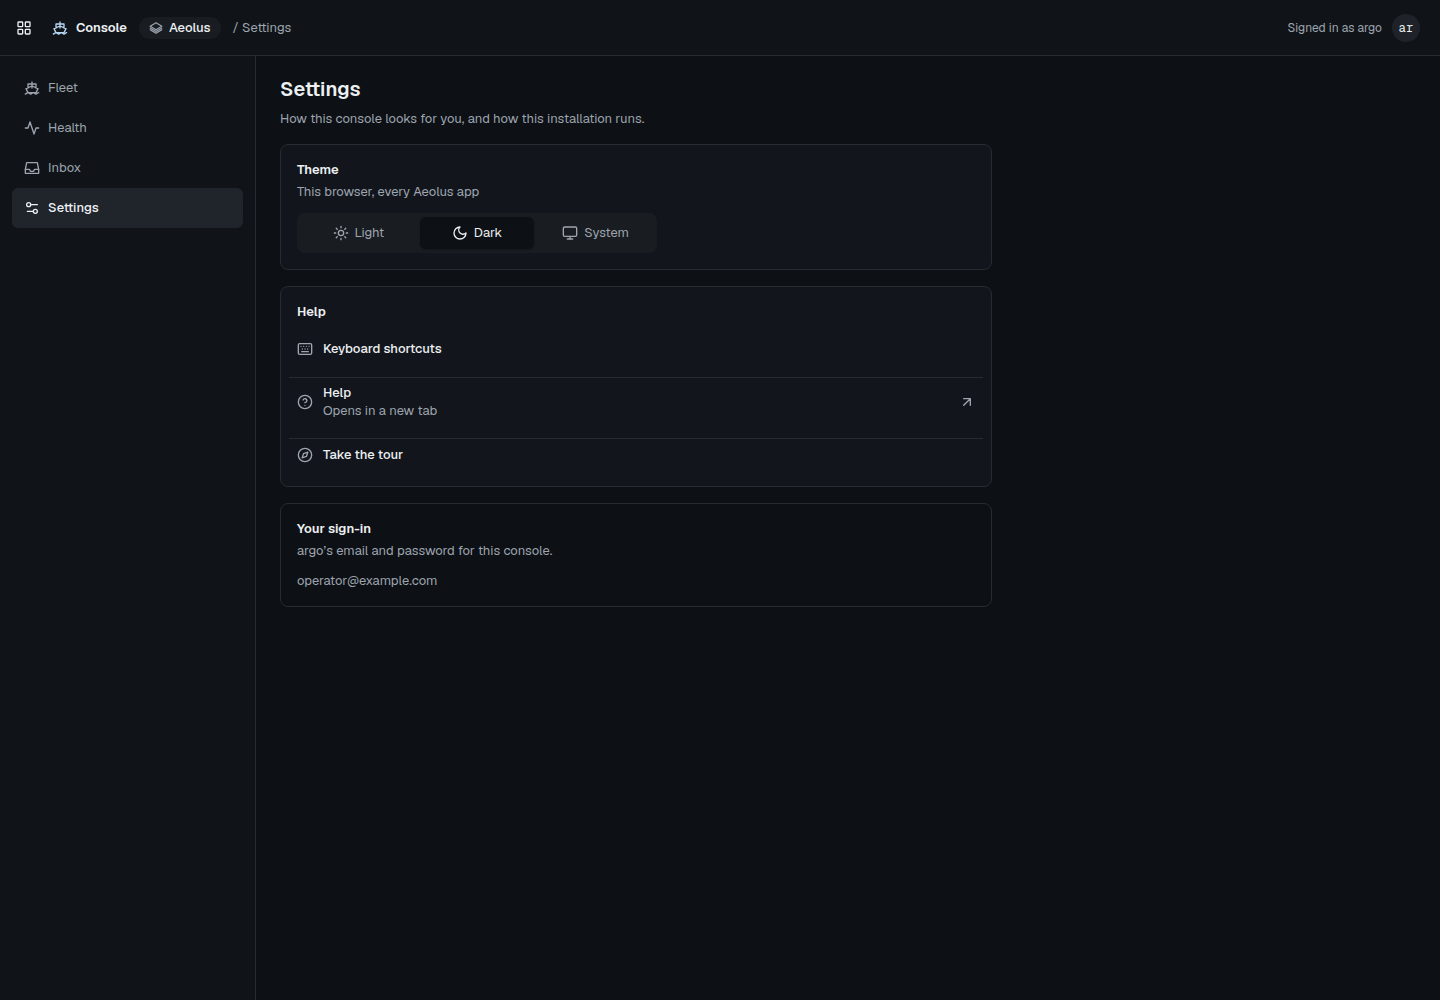 Console
Aeolus
/ Settings
Signed in as argo
ar
Fleet
Health
Inbox
Settings
Settings
How this console looks for you, and how this installation runs.
Theme
This browser, every Aeolus app
Light
Dark
System
Help
Keyboard shortcuts
Help
Opens in a new tab
Take the tour
Your sign-in
argo's email and password for this console.
operator@example.com